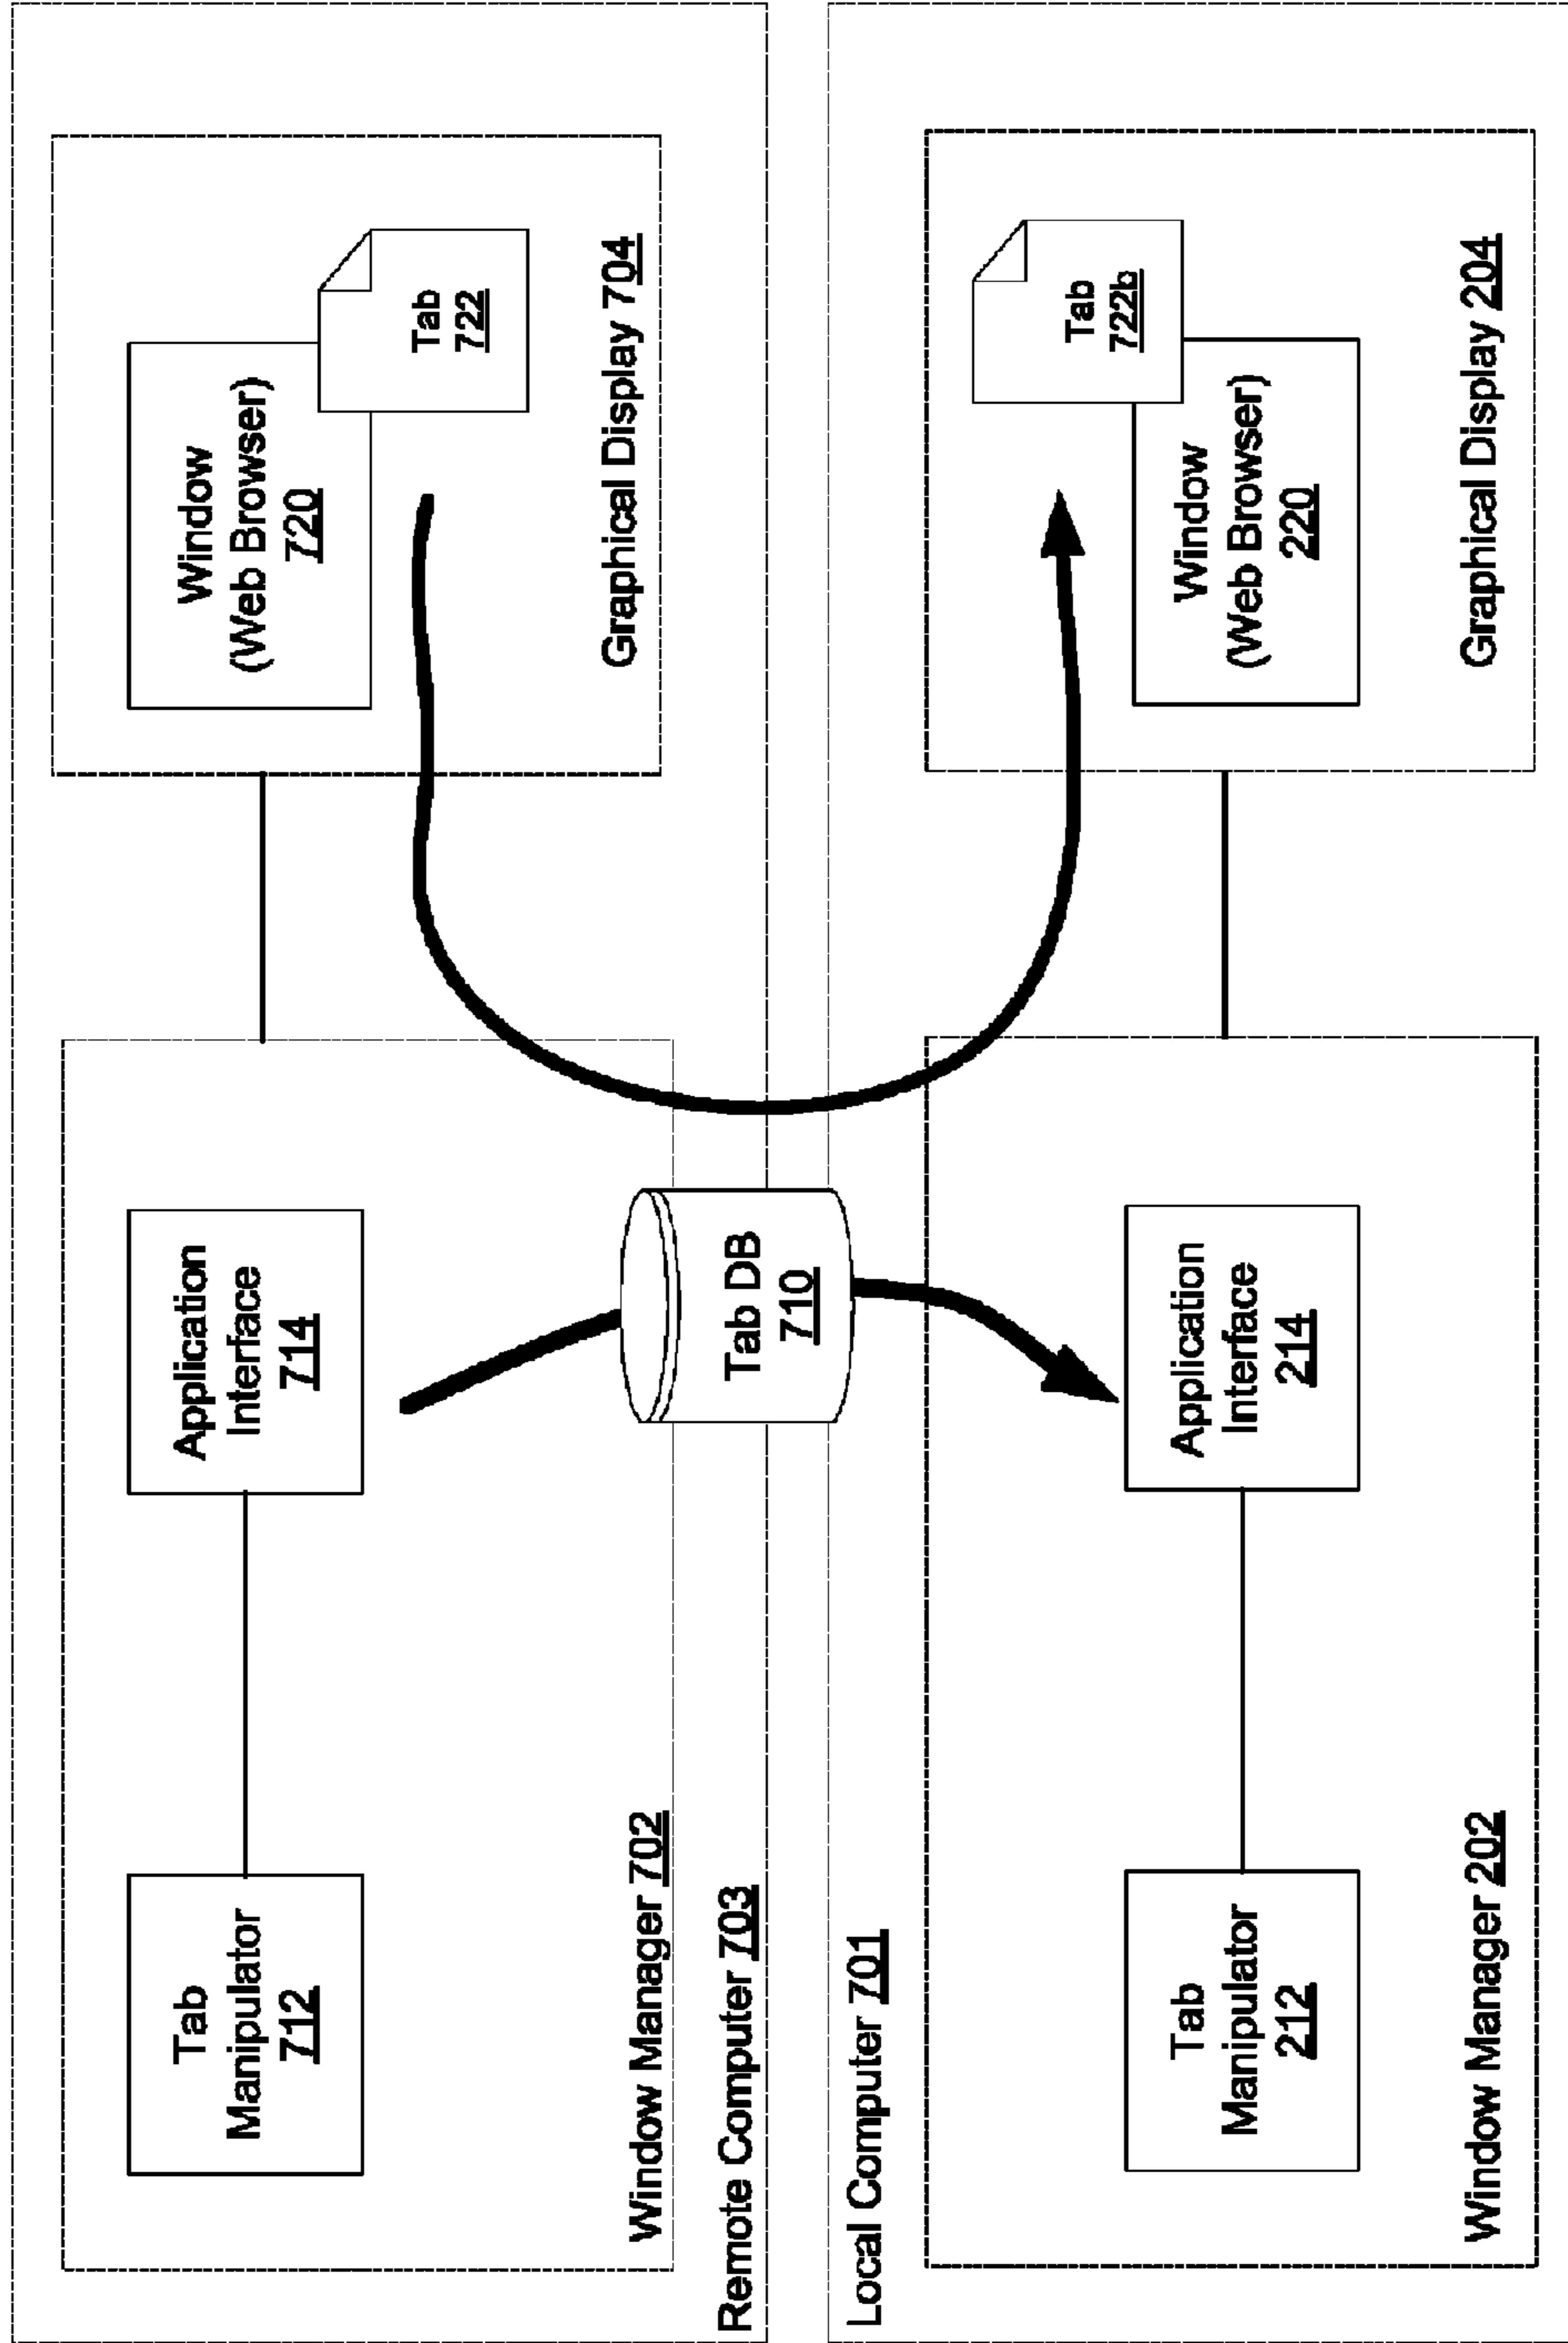 Tab
Manipulator
712
Application
Interface
714
Window
(Web Browser)
720
Tab
722
Window Manager 702
Graphical Display 704
Remote Computer 703
Tab DB
710
Local Computer 701
Tab
Manipulator
212
Application
Interface
214
Window
(Web Browser)
220
Tab
722b
Window Manager 202
Graphical Display 204